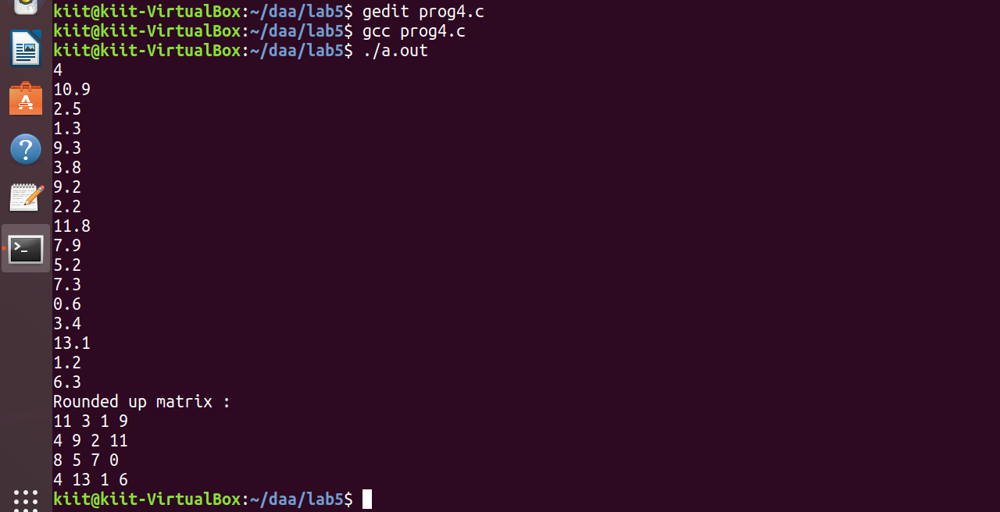 kiit@kiit-VirtualBox:~/daa/lab5$ gedit prog4.c
kiit@kiit-VirtualBox:~/daa/lab5$ gcc prog4.c
kiit@kiit-VirtualBox:~/daa/lab5$ ./a.out
4
10.9
2.5
1.3
9.3
3.8
9.2
2.2
11.8
7.9
5.2
7.3
0.6
3.4
13.1
1.2
6.3
Rounded up matrix :
11 3 1 9
4 9 2 11
8 5 7 0
4 13 1 6
kiit@kiit-VirtualBox:~/daa/lab5$